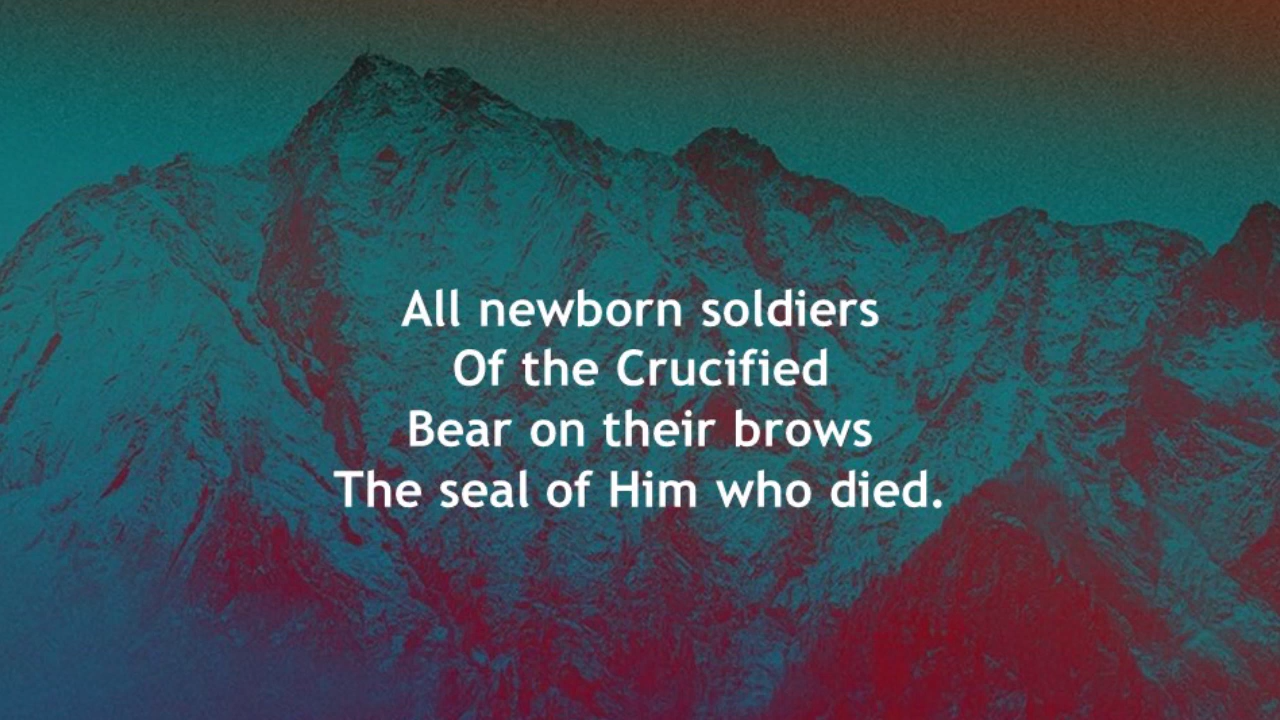 All newborn soldiers
Of the Crucified
Bear on their brows
The seal of Him who died.